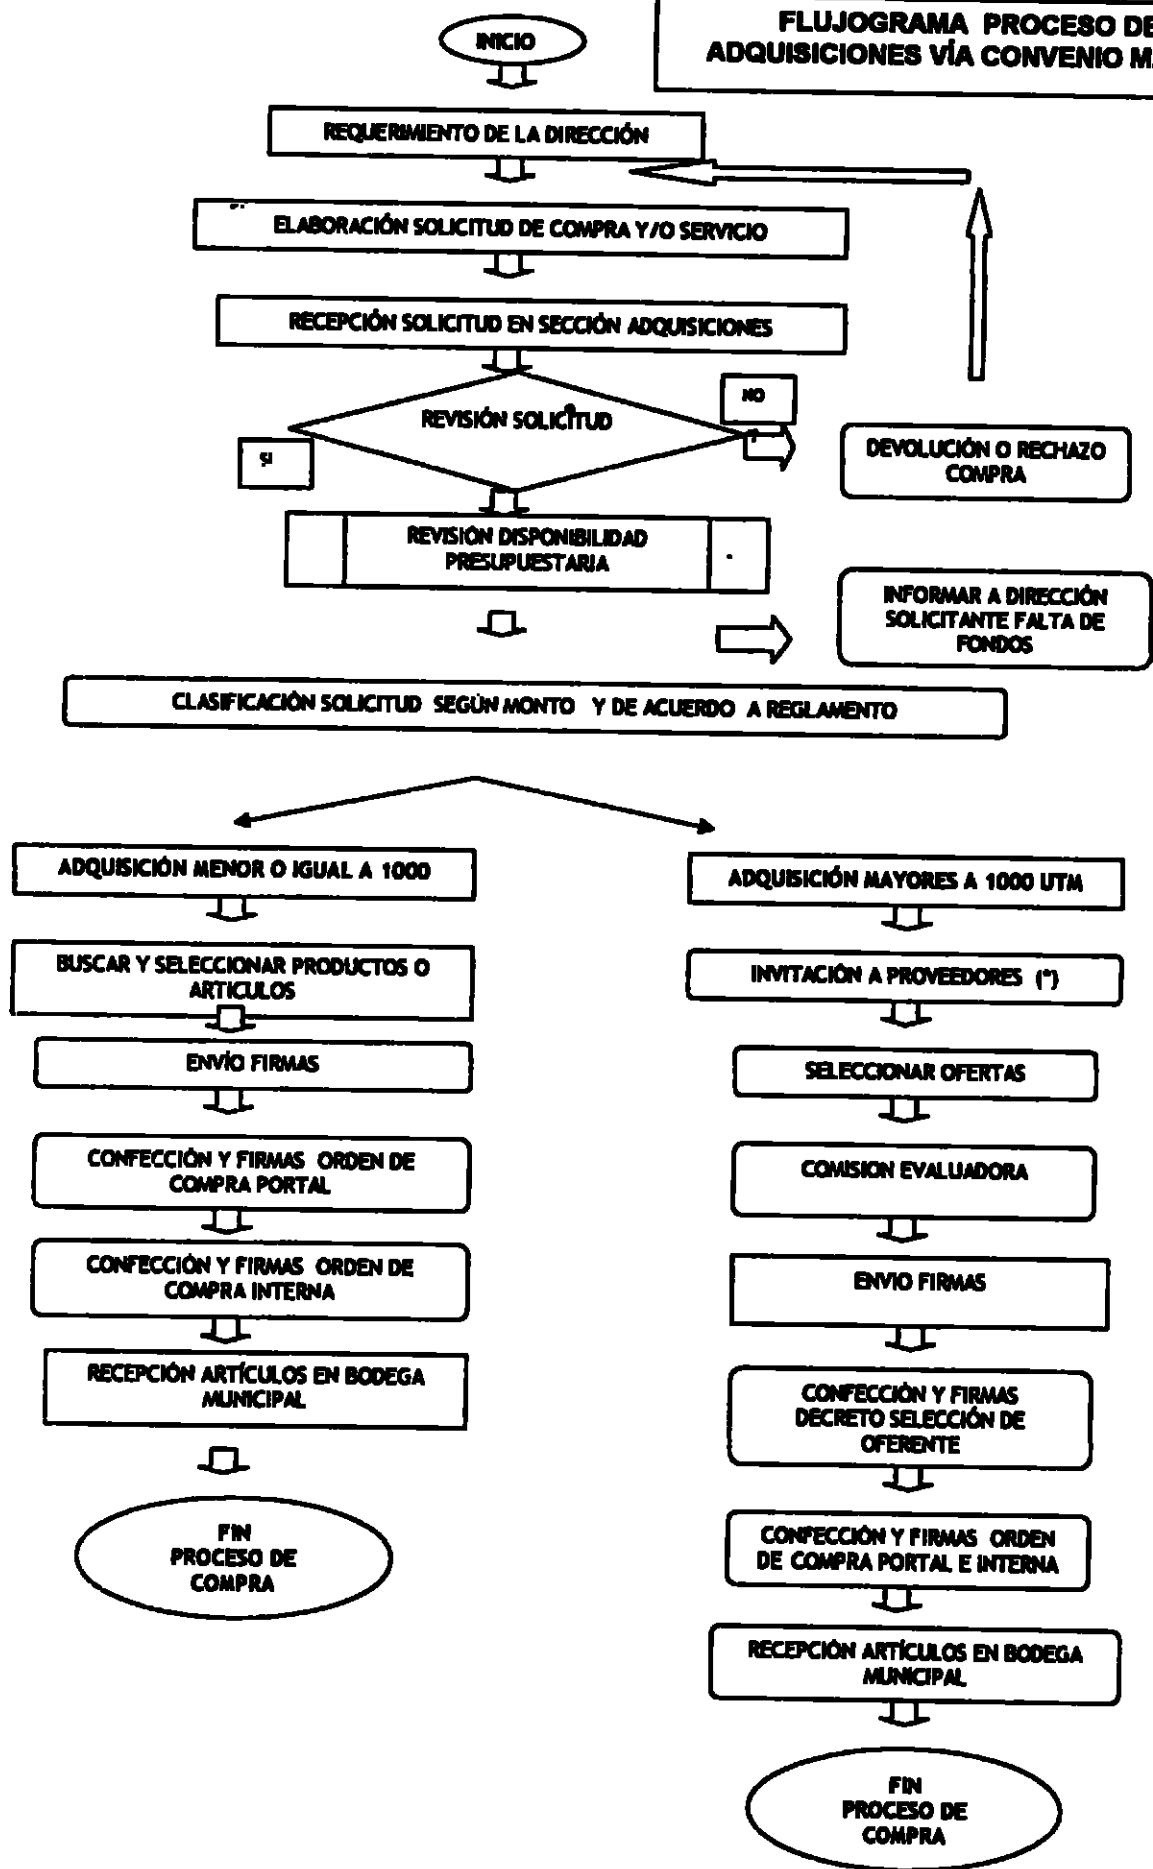 FLUJOGRAMA PROCESO DE
ADQUISICIONES VÍA CONVENIO M
INICIO
REQUERIMIENTO DE LA DIRECCIÓN
ELABORACIÓN SOLICITUD DE COMPRA Y/O SERVICIO
RECEPCIÓN SOLICITUD EN SECCIÓN ADQUISICIONES
REVISIÓN SOLICITUD
NO
SI
DEVOLUCIÓN O RECHAZO
COMPRA
REVISIÓN DISPONIBILIDAD
PRESUPUESTARIA
INFORMAR A DIRECCIÓN
SOLICITANTE FALTA DE
FONDOS
CLASIFICACIÓN SOLICITUD SEGÚN MONTO Y DE ACUERDO A REGLAMENTO
ADQUISICIÓN MENOR O IGUAL A 1000
BUSCAR Y SELECCIONAR PRODUCTOS O
ARTICULOS
ENVÍO FIRMAS
CONFECCIÓN Y FIRMAS ORDEN DE
COMPRA PORTAL
CONFECCIÓN Y FIRMAS ORDEN DE
COMPRA INTERNA
RECEPCIÓN ARTÍCULOS EN BODEGA
MUNICIPAL
FIN
PROCESO DE
COMPRA
ADQUISICIÓN MAYORES A 1000 UTM
INVITACIÓN A PROVEEDORES (*)
SELECCIONAR OFERTAS
COMISION EVALUADORA
ENVIO FIRMAS
CONFECCIÓN Y FIRMAS
DECRETO SELECCIÓN DE
OFERENTE
CONFECCIÓN Y FIRMAS ORDEN
DE COMPRA PORTAL E INTERNA
RECEPCIÓN ARTÍCULOS EN BODEGA
MUNICIPAL
FIN
PROCESO DE
COMPRA